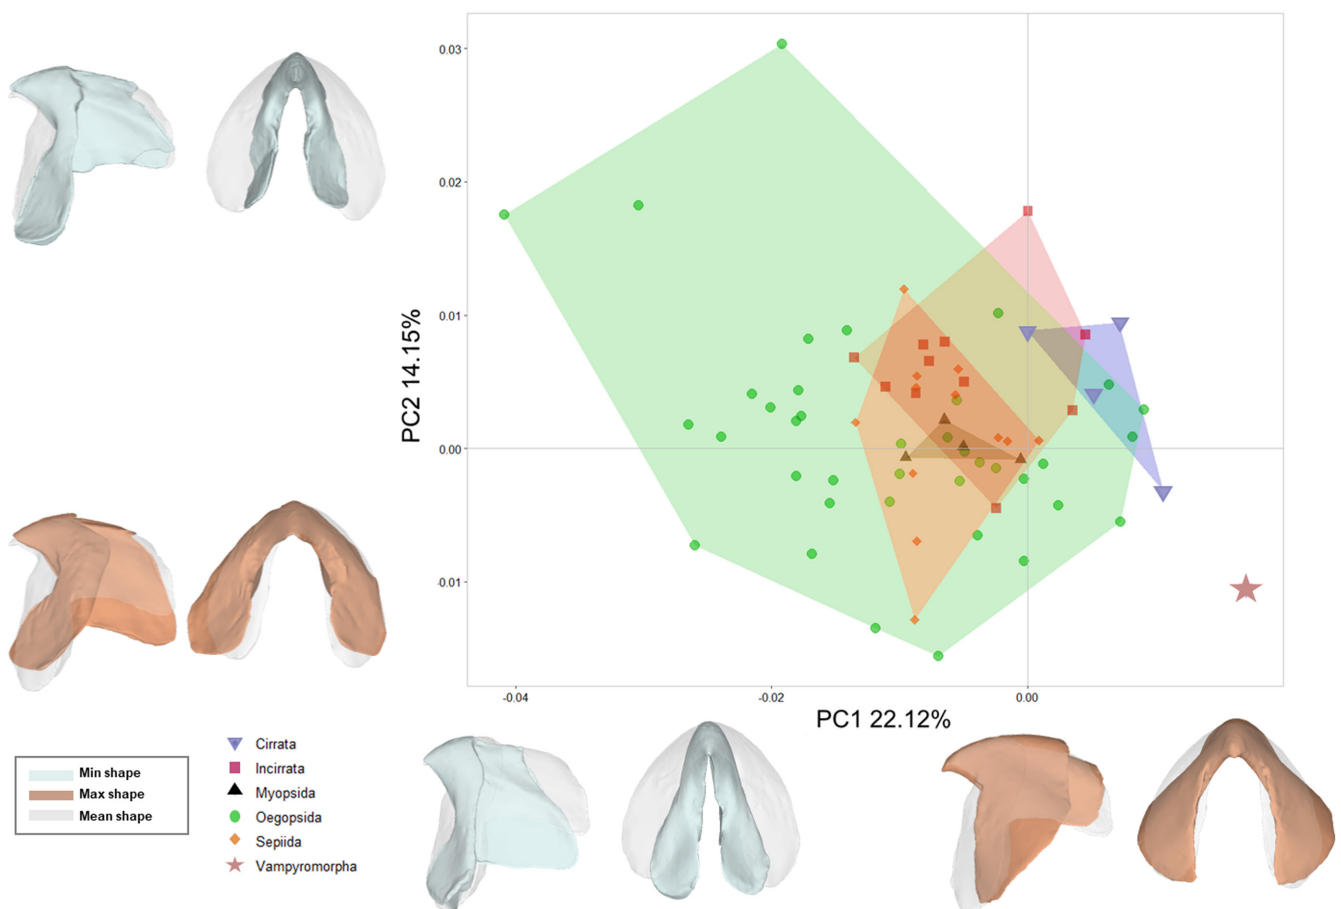 0.03
0.02
0.01
0.00
-0.01
PC2 14.15%
-0.04
-0.02
0.00
PC1 22.12%
Min shape
Max shape
Mean shape
Cirrata
Incirrata
Myopsida
Oegopsida
Sepiida
Vampyromorpha